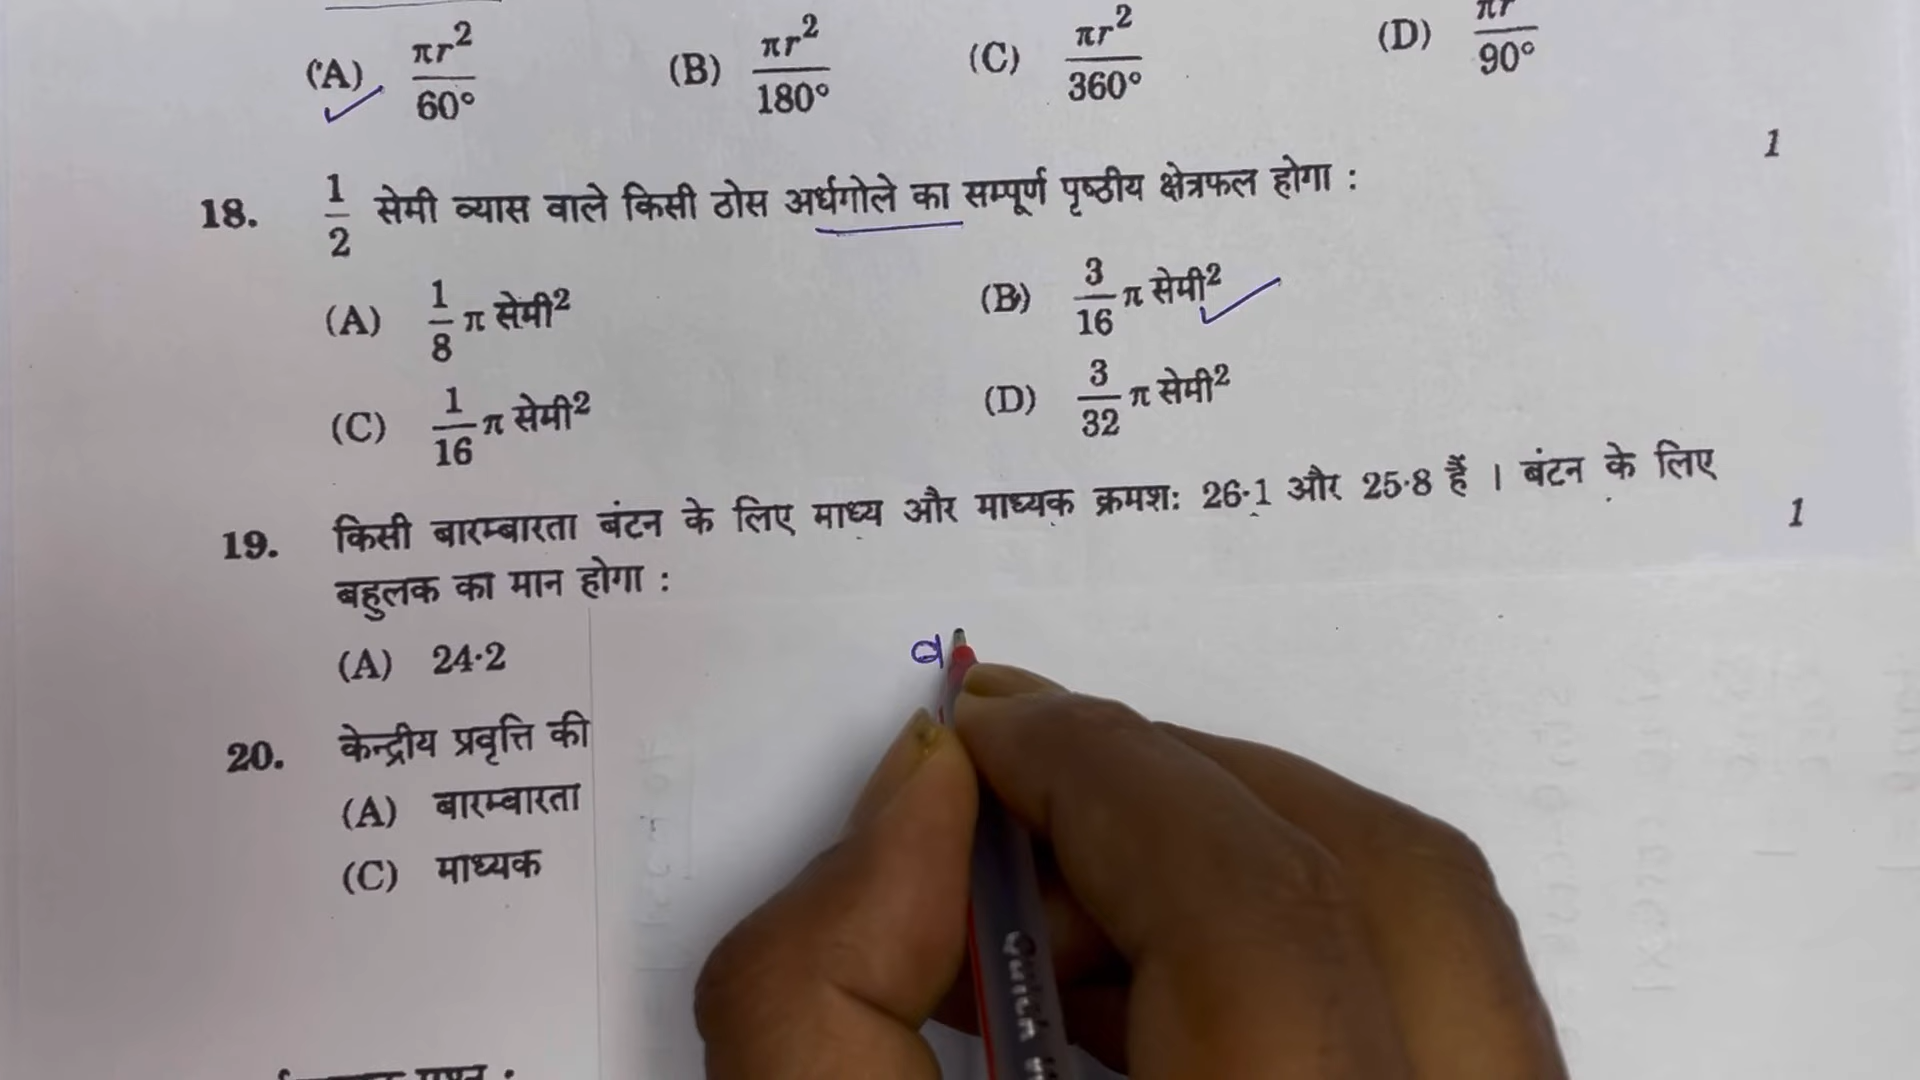 (A) πr²/60° (B) πr²/180° (C) πr²/360° (D) πr/90°
1
18. 1/2 सेमी व्यास वाले किसी ठोस अर्धगोले का सम्पूर्ण पृष्ठीय क्षेत्रफल होगा :
(A) 1/8 π सेमी² (B) 3/16 π सेमी²
(C) 1/16 π सेमी² (D) 3/32 π सेमी²
19. किसी बारम्बारता बंटन के लिए माध्य और माध्यक क्रमशः 26·1 और 25·8 हैं । बंटन के लिए
1
बहुलक का मान होगा :
(A) 24·2
20. केन्द्रीय प्रवृत्ति की
(A) बारम्बारता
(C) माध्यक